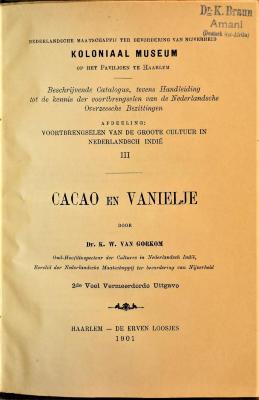 Dr. K. Braun
Amani
(Deutsch Ost-Afrika)
NEDERLANDSCHE MAATSCHAPPIJ TER BEVORDERING VAN NIJVERHEID
KOLONIAAL MUSEUM
OP HET PAVILJOEN TE HAARLEM
Beschrijvende Catalogus, tevens Handleiding
tot de kennis der voortbrengselen van de Nederlandsche
Overzeesche Bezittingen
AFDEELING:
VOORTBRENGSELEN VAN DE GROOTE CULTUUR IN
NEDERLANDSCH INDIË
III
CACAO EN VANIELJE
DOOR
Dr. K. W. VAN GORKOM
Oud-Hoofdinspecteur der Cultures in Nederlandsch Indië,
Eerelid der Nederlandsche Maatschappij ter bevordering van Nijverheid
2de Veel Vermeerderde Uitgave
HAARLEM — DE ERVEN LOOSJES
1901